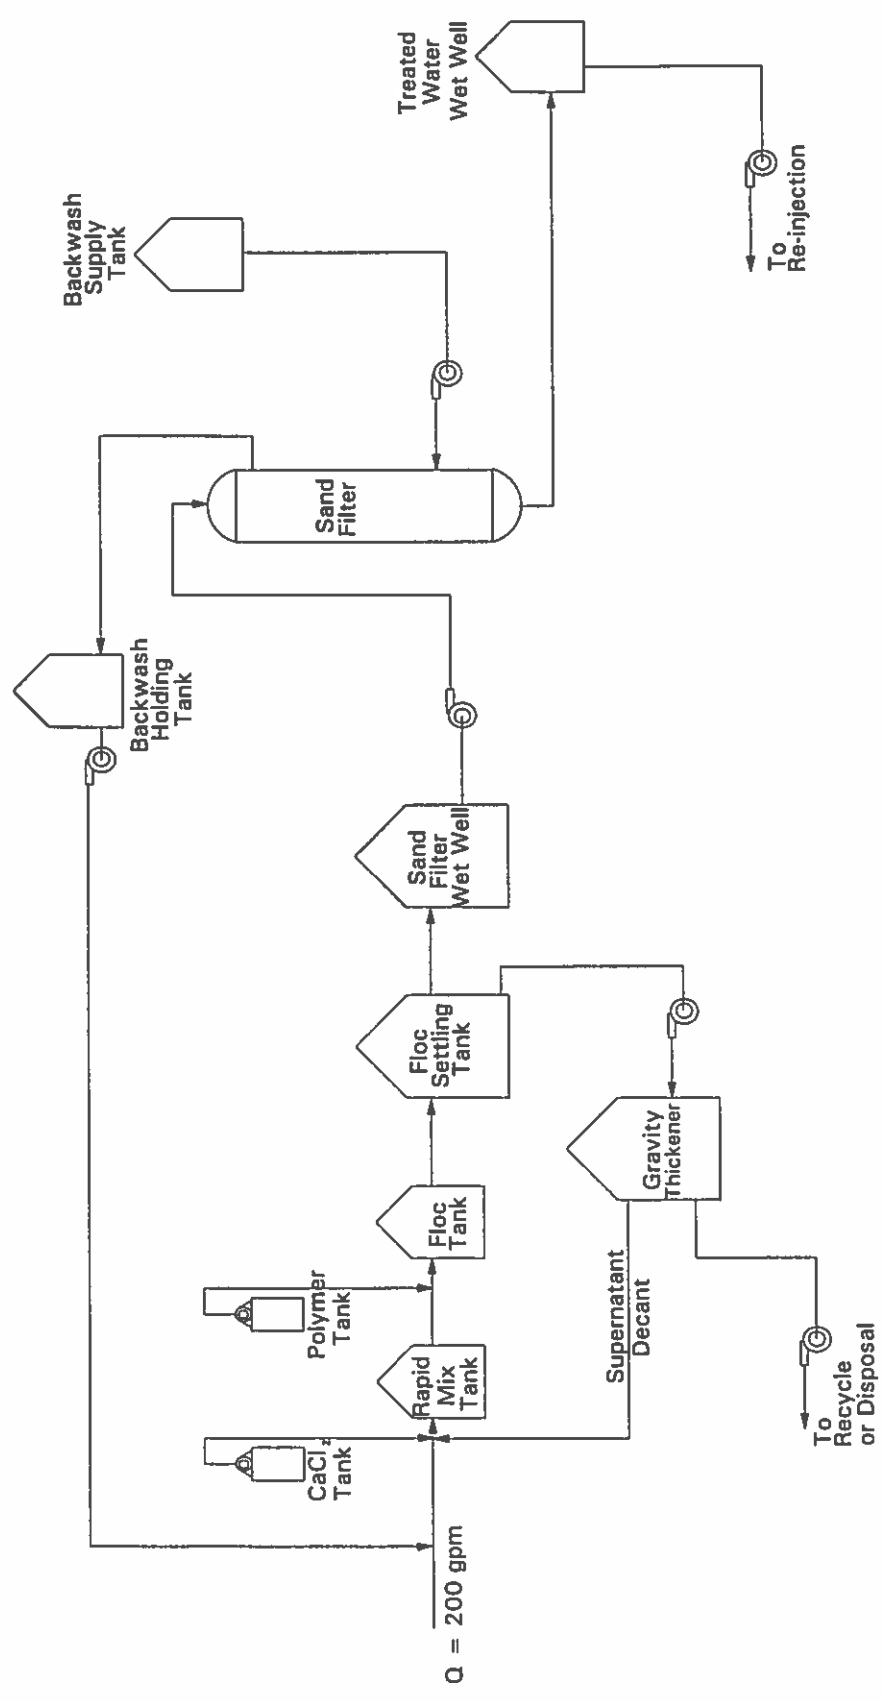 Q = 200 gpm
CaCl₂
Tank
Rapid
Mix
Tank
Polymer
Tank
Floc
Tank
Floc
Settling
Tank
Sand
Filter
Wet Well
Supernatant
Decant
Gravity
Thickener
To
Recycle
or Disposal
Backwash
Holding
Tank
Sand
Filter
Backwash
Supply
Tank
Treated
Water
Wet Well
To
Re-injection